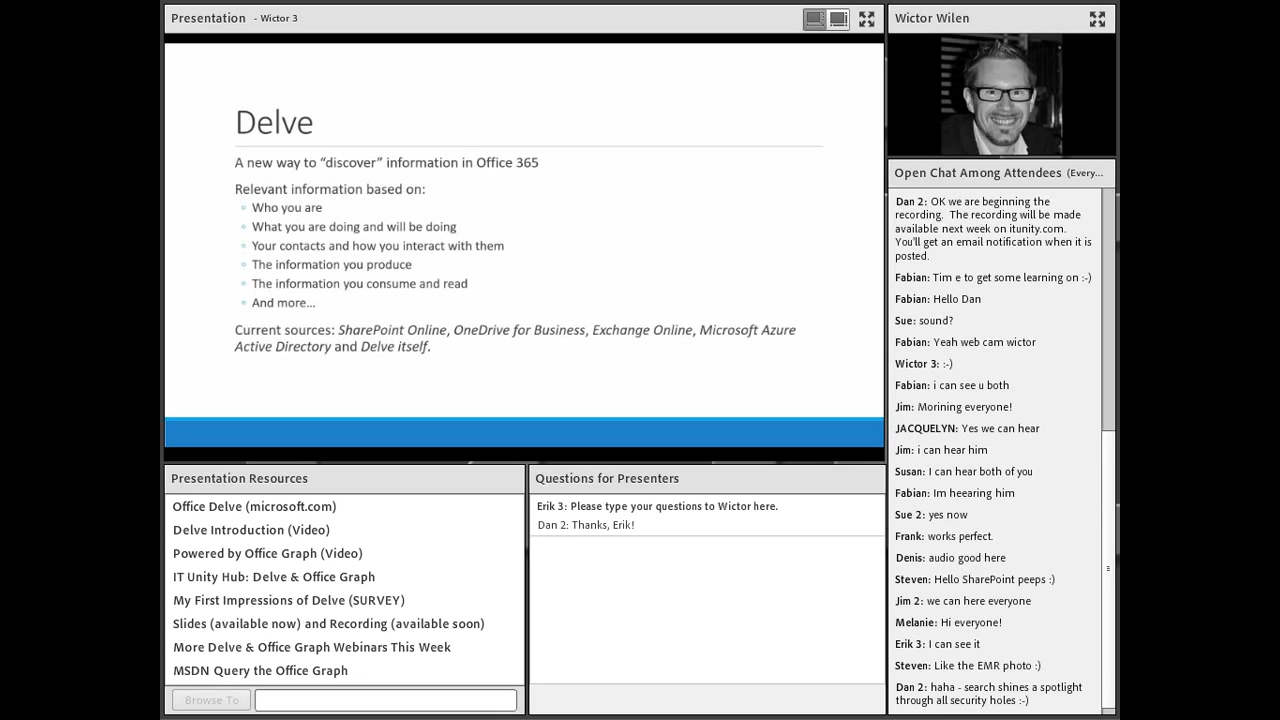 Presentation - Wictor 3
Delve
A new way to “discover” information in Office 365
Relevant information based on:
Who you are
What you are doing and will be doing
Your contacts and how you interact with them
The information you produce
The information you consume and read
And more...
Current sources: SharePoint Online, OneDrive for Business, Exchange Online, Microsoft Azure
Active Directory and Delve itself.
Wictor Wilen
Open Chat Among Attendees (Every...
Dan 2: OK we are beginning the
recording. The recording will be made
available next week on itunity.com.
You'll get an email notification when it is
posted.
Fabian: Tim e to get some learning on :-)
Fabian: Hello Dan
Sue: sound?
Fabian: Yeah web cam wictor
Wictor 3: :-)
Fabian: i can see u both
Jim: Morining everyone!
JACQUELYN: Yes we can hear
Jim: i can hear him
Susan: I can hear both of you
Fabian: Im heearing him
Sue 2: yes now
Frank: works perfect.
Denis: audio good here
Steven: Hello SharePoint peeps :)
Jim 2: we can here everyone
Melanie: Hi everyone!
Erik 3: I can see it
Steven: Like the EMR photo :)
Dan 2: haha - search shines a spotlight
through all security holes :-)
Presentation Resources
Office Delve (microsoft.com)
Delve Introduction (Video)
Powered by Office Graph (Video)
IT Unity Hub: Delve & Office Graph
My First Impressions of Delve (SURVEY)
Slides (available now) and Recording (available soon)
More Delve & Office Graph Webinars This Week
MSDN Query the Office Graph
Browse To
Questions for Presenters
Erik 3: Please type your questions to Wictor here.
Dan 2: Thanks, Erik!